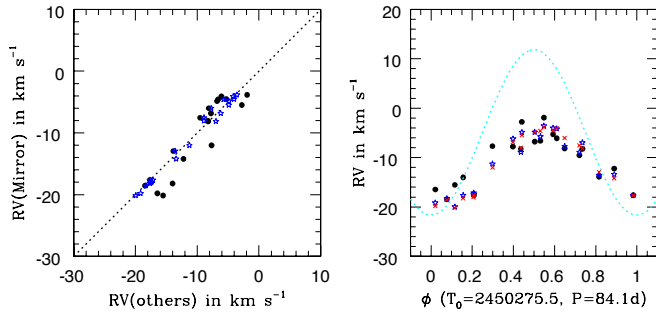 10
0
-10
-20
-30
RV(Mirror) in km s⁻¹
-30 -20 -10 0 10
RV(others) in km s⁻¹
20
10
0
-10
-20
-30
RV in km s⁻¹
0 0.2 0.4 0.6 0.8 1
ϕ (T₀=2450275.5, P=84.1d)